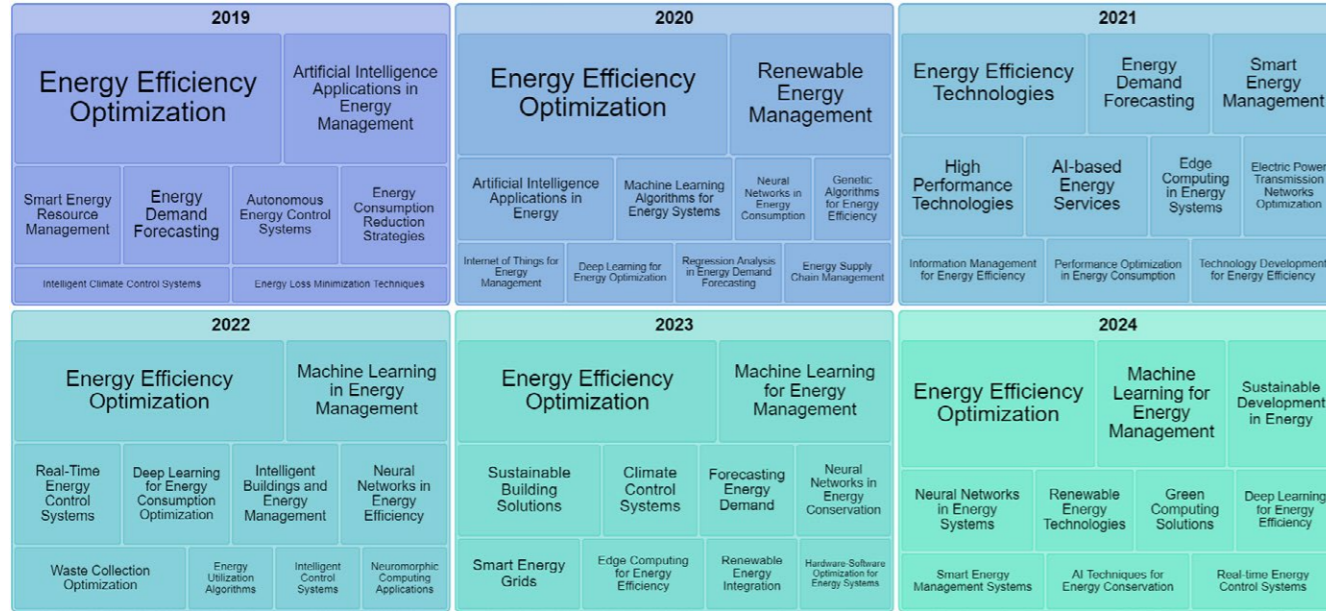 2019
Energy Efficiency
Optimization
Artificial Intelligence
Applications in
Energy
Management
Smart Energy
Resource
Management
Energy
Demand
Forecasting
Autonomous
Energy Control
Systems
Energy
Consumption
Reduction
Strategies
Intelligent Climate Control Systems
Energy Loss Minimization Techniques
2020
Energy Efficiency
Optimization
Renewable
Energy
Management
Artificial Intelligence
Applications in
Energy
Machine Learning
Algorithms for
Energy Systems
Neural
Networks in
Energy
Consumption
Genetic
Algorithms
for Energy
Efficiency
Internet of Things for
Energy
Management
Deep Learning for
Energy Optimization
Regression Analysis
in Energy Demand
Forecasting
Energy Supply
Chain Management
2021
Energy Efficiency
Technologies
Energy
Demand
Forecasting
Smart
Energy
Management
High
Performance
Technologies
AI-based
Energy
Services
Edge
Computing
in Energy
Systems
Electric Power
Transmission
Networks
Optimization
Information Management
for Energy Efficiency
Performance Optimization
in Energy Consumption
Technology Development
for Energy Efficiency
2022
Energy Efficiency
Optimization
Machine Learning
in Energy
Management
Real-Time
Energy
Control
Systems
Deep Learning
for Energy
Consumption
Optimization
Intelligent
Buildings and
Energy
Management
Neural
Networks in
Energy
Efficiency
Waste Collection
Optimization
Energy
Utilization
Algorithms
Intelligent
Control
Systems
Neuromorphic
Computing
Applications
2023
Energy Efficiency
Optimization
Machine Learning
for Energy
Management
Sustainable
Building
Solutions
Climate
Control
Systems
Forecasting
Energy
Demand
Neural
Networks in
Energy
Conservation
Smart Energy
Grids
Edge Computing
for Energy
Efficiency
Renewable
Energy
Integration
Hardware-Software
Optimization for
Energy Systems
2024
Energy Efficiency
Optimization
Machine
Learning for
Energy
Management
Sustainable
Development
in Energy
Neural Networks
in Energy
Systems
Renewable
Energy
Technologies
Green
Computing
Solutions
Deep Learning
for Energy
Efficiency
Smart Energy
Management Systems
AI Techniques for
Energy Conservation
Real-time Energy
Control Systems